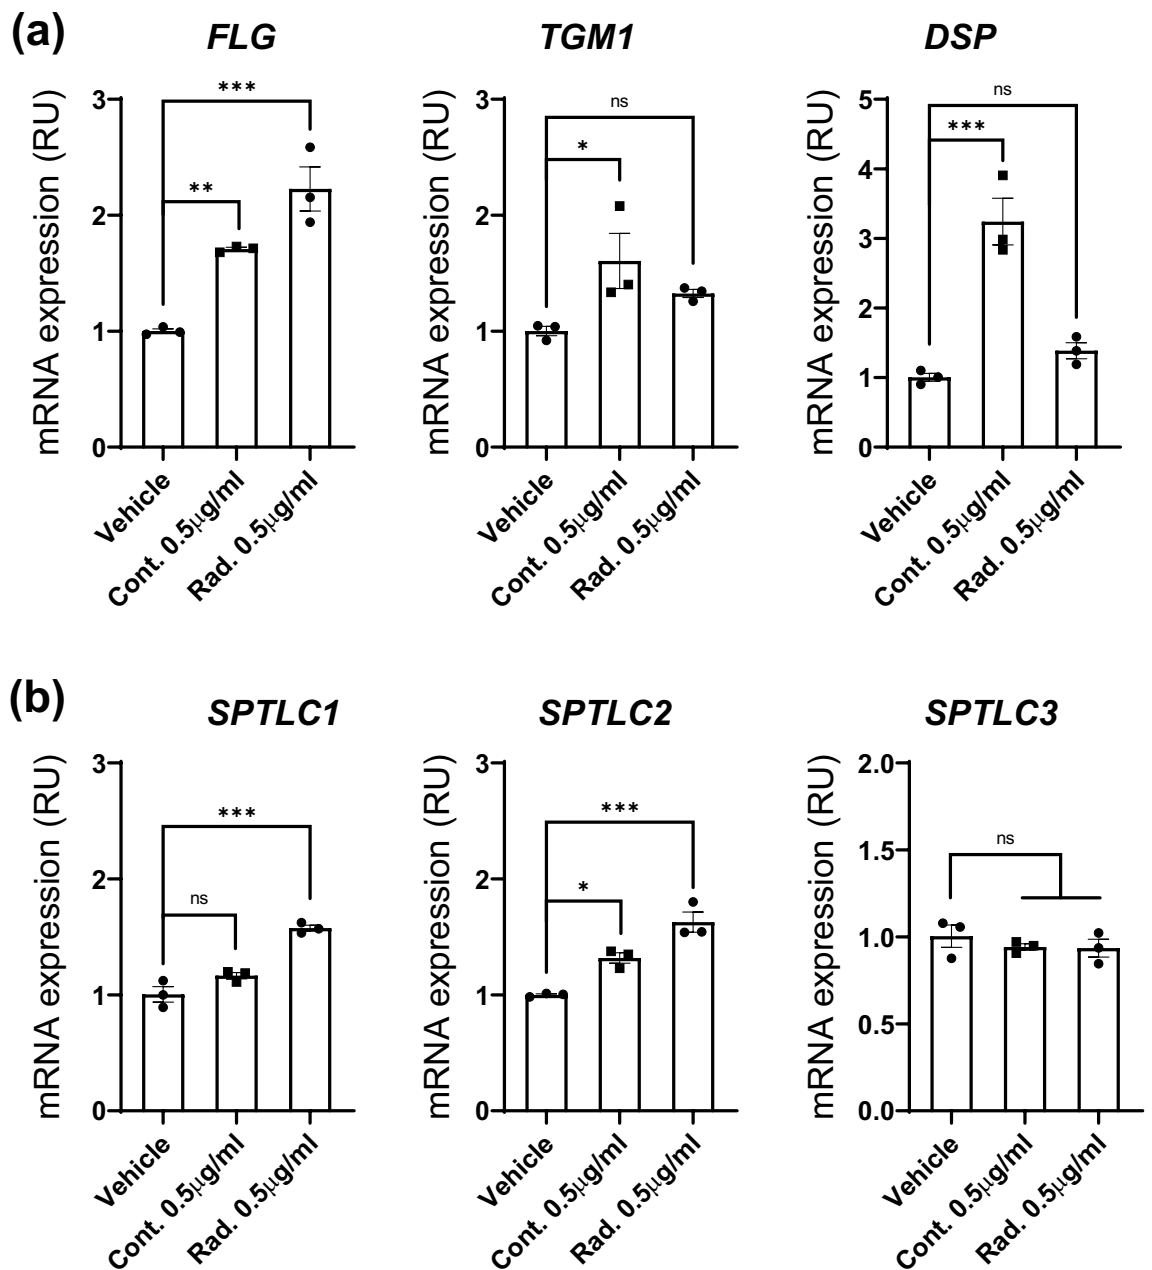 (a)
FLG
mRNA expression (RU)
3
2
1
0
***
**
Vehicle
Cont. 0.5μg/ml
Rad. 0.5μg/ml
TGM1
mRNA expression (RU)
3
2
1
0
ns
*
Vehicle
Cont. 0.5μg/ml
Rad. 0.5μg/ml
DSP
mRNA expression (RU)
5
4
3
2
1
0
ns
***
Vehicle
Cont. 0.5μg/ml
Rad. 0.5μg/ml
(b)
SPTLC1
mRNA expression (RU)
3
2
1
0
***
ns
Vehicle
Cont. 0.5μg/ml
Rad. 0.5μg/ml
SPTLC2
mRNA expression (RU)
3
2
1
0
***
*
Vehicle
Cont. 0.5μg/ml
Rad. 0.5μg/ml
SPTLC3
mRNA expression (RU)
2.0
1.5
1.0
0.5
0.0
ns
Vehicle
Cont. 0.5μg/ml
Rad. 0.5μg/ml